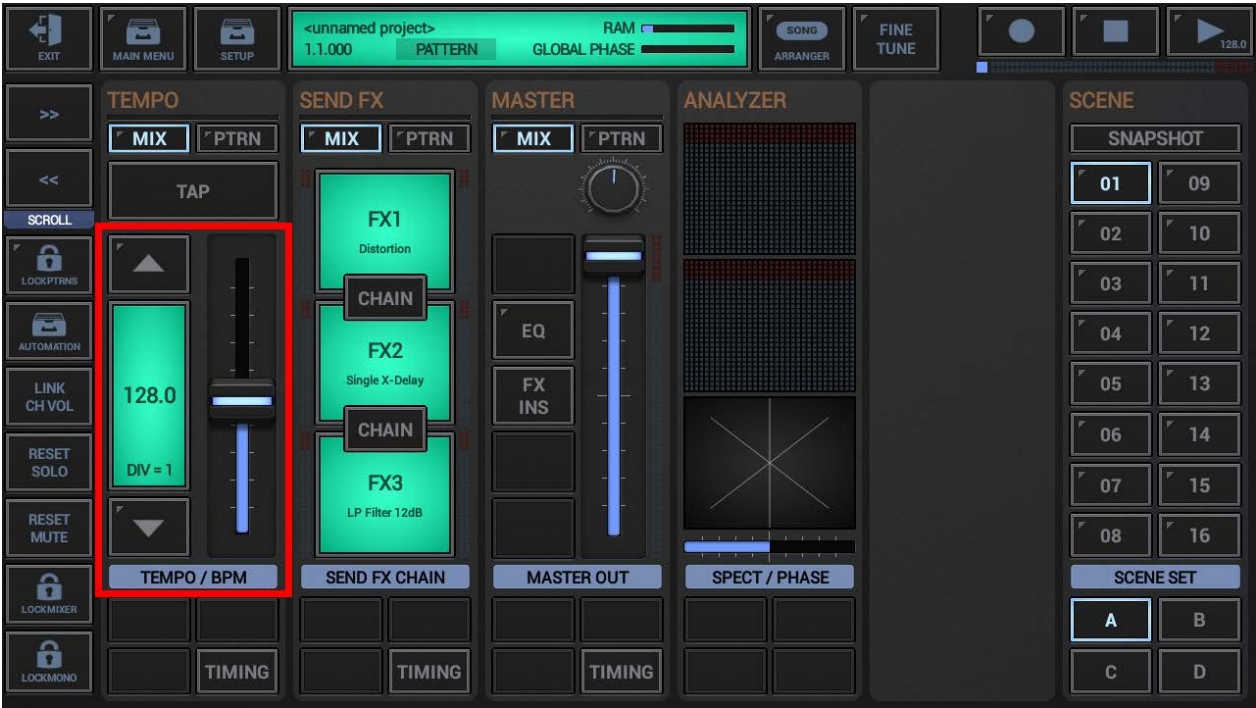 EXIT
MAIN MENU
SETUP
<unnamed project>
RAM
1.1.000
PATTERN
GLOBAL PHASE
SONG
ARRANGER
FINE
TUNE
128.0
>>
<<
SCROLL
LOCKPTRNS
AUTOMATION
LINK
CH VOL
RESET
SOLO
RESET
MUTE
LOCKMIXER
LOCKMONO
TEMPO
MIX
PTRN
TAP
128.0
DIV = 1
TEMPO / BPM
TIMING
SEND FX
MIX
PTRN
FX1
Distortion
CHAIN
FX2
Single X-Delay
CHAIN
FX3
LP Filter 12dB
SEND FX CHAIN
TIMING
MASTER
MIX
PTRN
EQ
FX
INS
MASTER OUT
TIMING
ANALYZER
SPECT / PHASE
SCENE
SNAPSHOT
01
09
02
10
03
11
04
12
05
13
06
14
07
15
08
16
SCENE SET
A
B
C
D